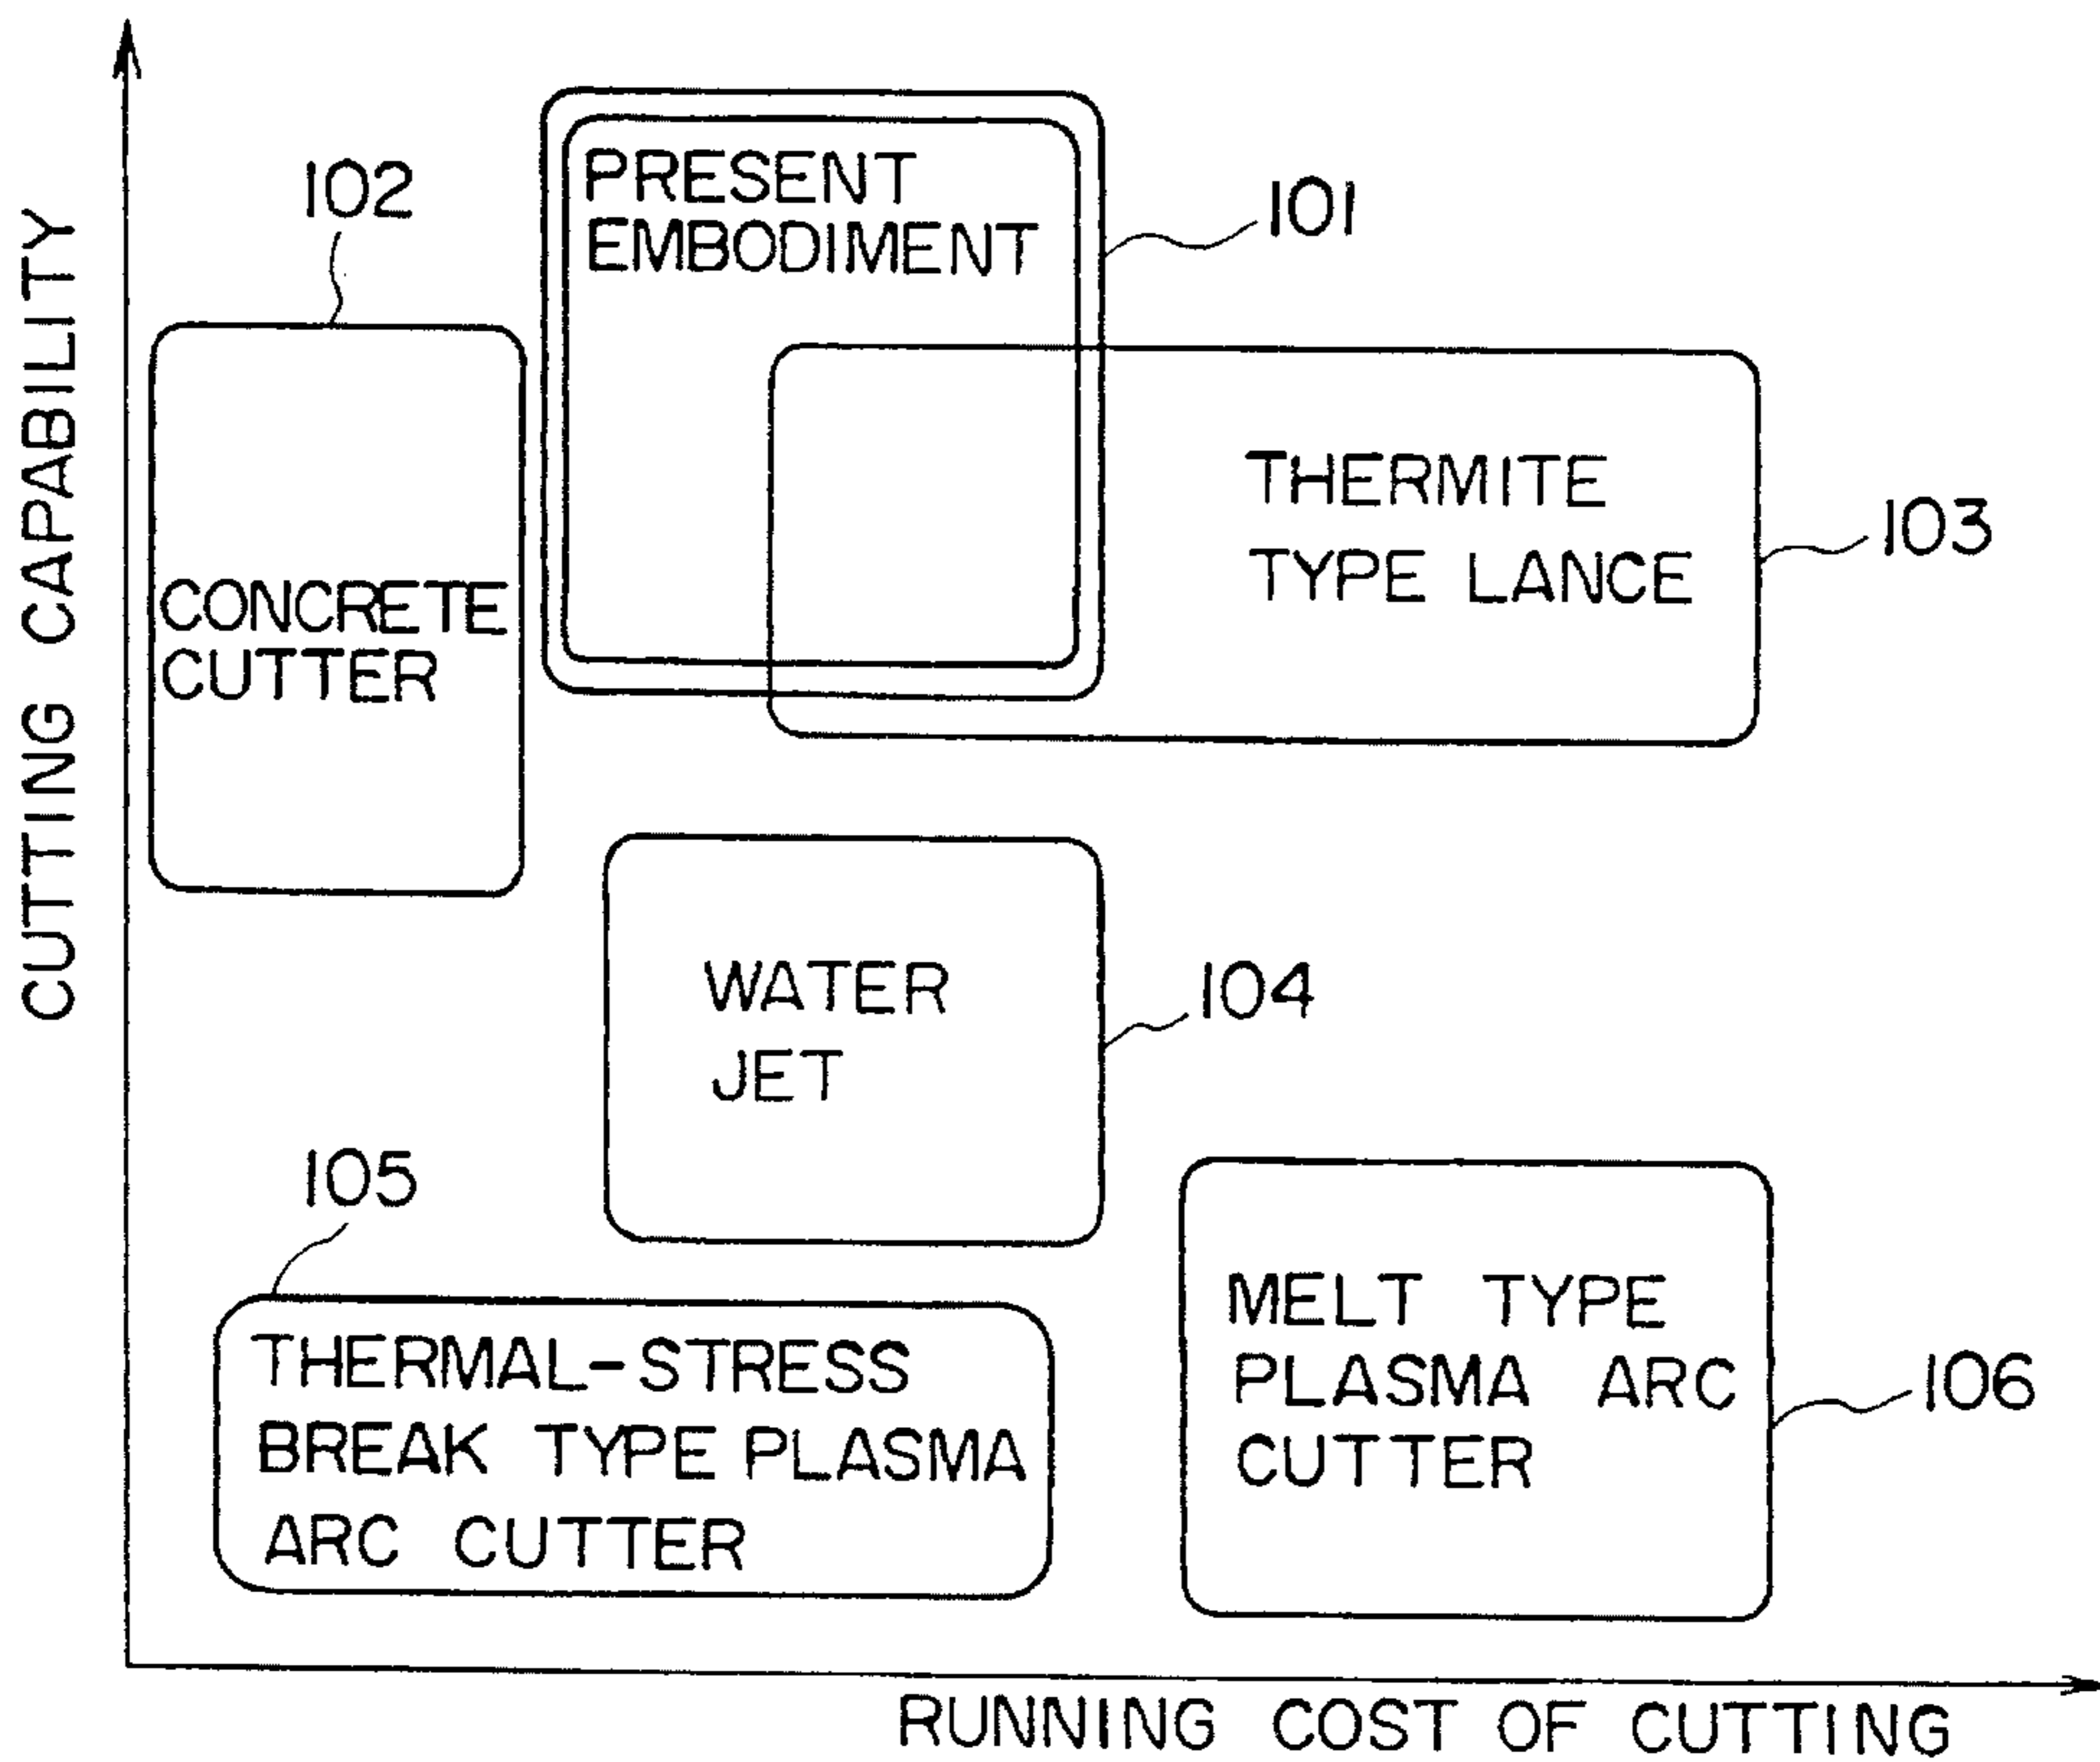 CUTTING CAPABILITY
102
PRESENT
EMBODIMENT
101
CONCRETE
CUTTER
THERMITE
TYPE LANCE
103
WATER
JET
104
105
THERMAL-STRESS
BREAK TYPE PLASMA
ARC CUTTER
MELT TYPE
PLASMA ARC
CUTTER
106
RUNNING COST OF CUTTING